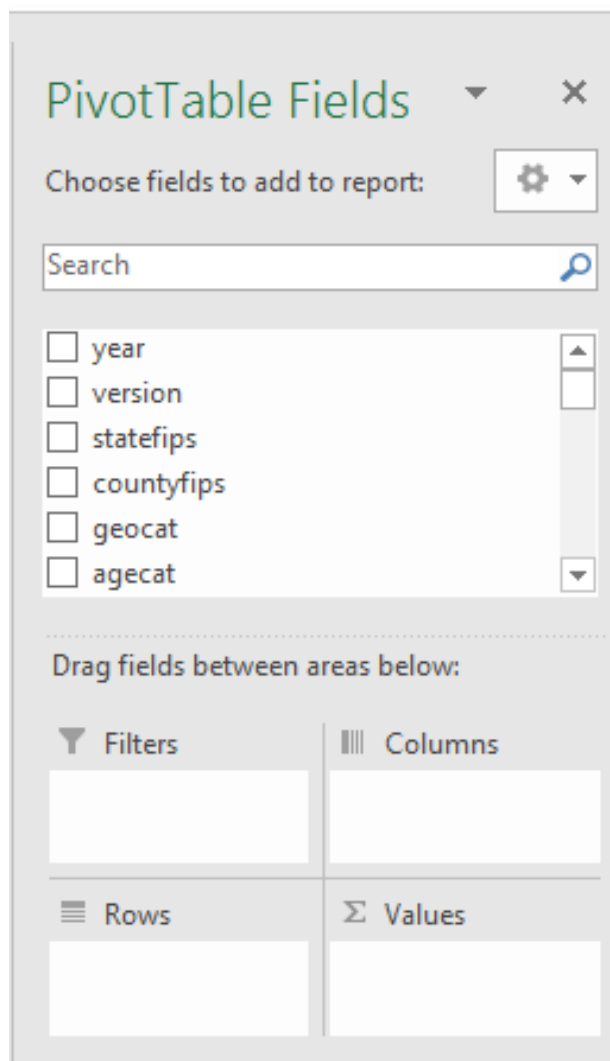 PivotTable Fields
Choose fields to add to report:
Search
year
version
statefips
countyfips
geocat
agecat
Drag fields between areas below:
Filters
Columns
Rows
Σ Values